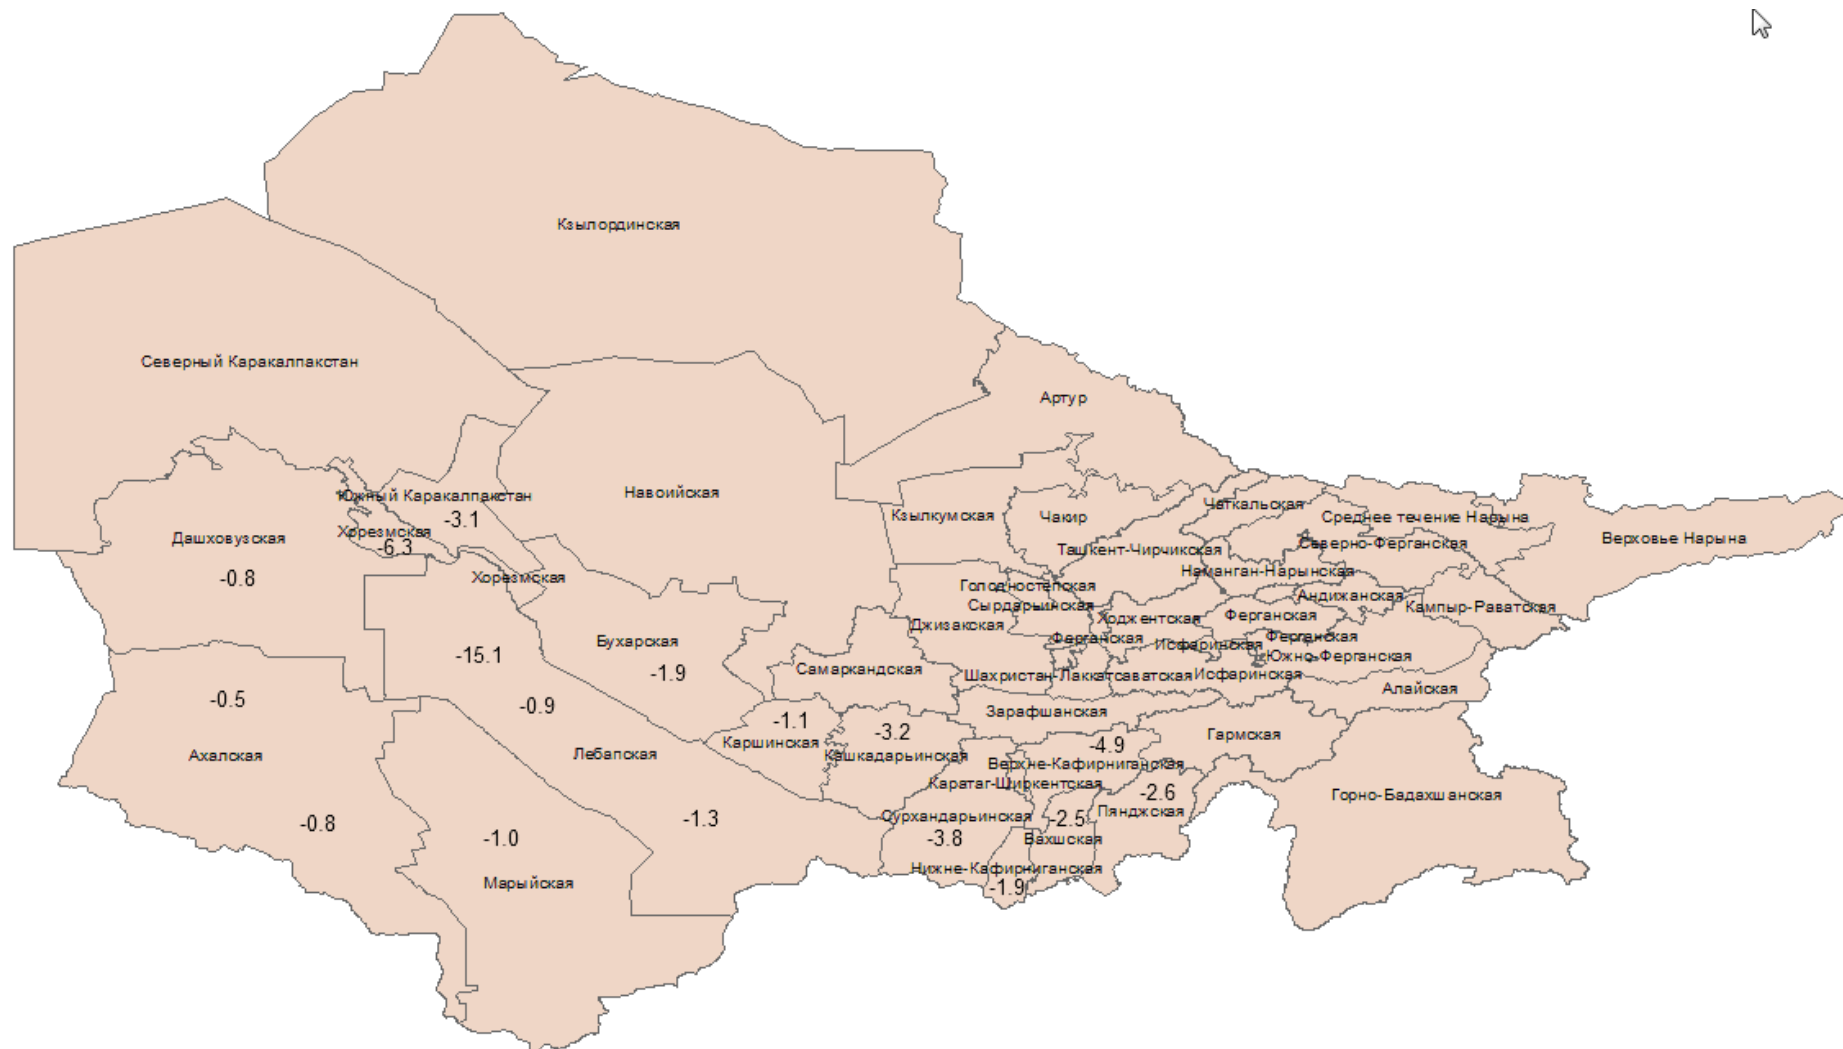 Кзылординская
Северный Каракалпакстан
Артур
Южный Каракалпакстан
-3.1
Навоийская
Чаткальская
Кзылкумская
Чакир
Среднее течение Нарына
Хорезмская
-6.3
Дашховузская
-0.8
Верховье Нарына
Северно-Ферганская
Ташкент-Чирчикская
Наманган-Нарынская
Хорезмская
Голодностепская
Андижанская
Сырдарьинская
Кампыр-Раватская
Джизакская
Ходжентская
Ферганская
Ферганская
Ферганская
Бухарская
-1.9
Исфаринская
-15.1
Южно-Ферганская
Самаркандская
Шахристан-Лаккатсаватская
Исфаринская
Алайская
-0.5
-0.9
Зарафшанская
-1.1
Каршинская
-3.2
Кашкадарьинская
Гармская
-4.9
Верхне-Кафирниганская
Ахалская
Лебапская
Каратаг-Ширкентская
-2.6
Пянджская
Горно-Бадахшанская
-0.8
-1.3
Сурхандарьинская
-3.8
-2.5
Вахшская
-1.0
Марыйская
Нижне-Кафирниганская
-1.9